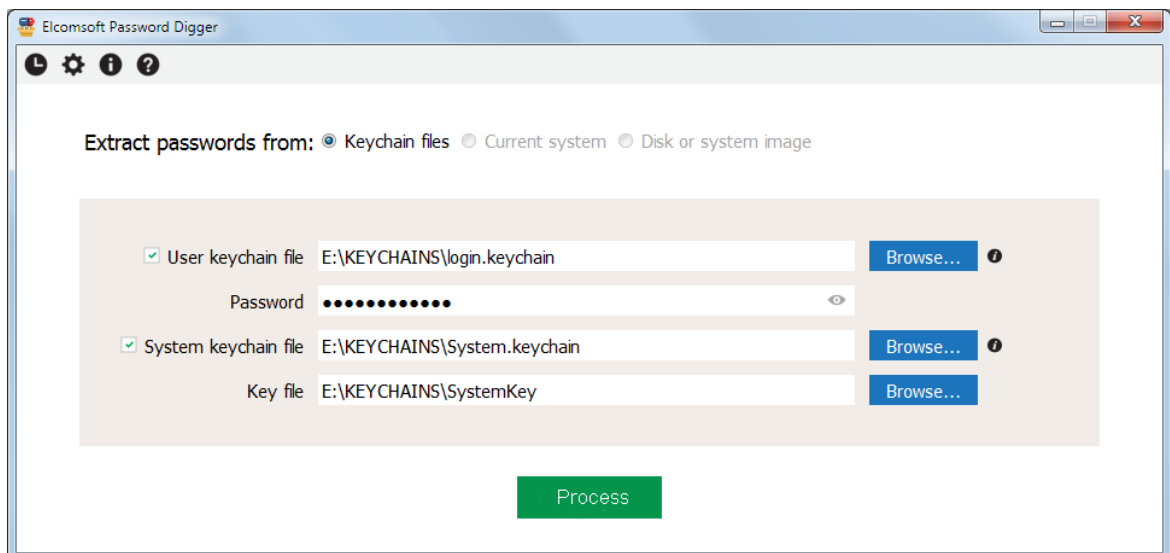 Elcomsoft Password Digger
Extract passwords from: Keychain files Current system Disk or system image
User keychain file E:\KEYCHAINS\login.keychain Browse...
Password ●●●●●●●●●●●●
System keychain file E:\KEYCHAINS\System.keychain Browse...
Key file E:\KEYCHAINS\SystemKey Browse...
Process